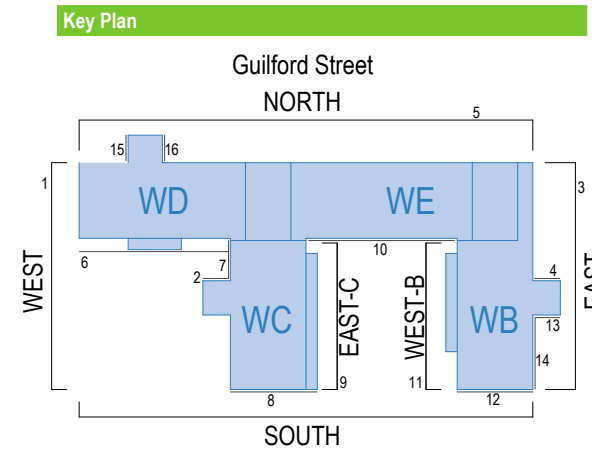 Key Plan
Guilford Street
NORTH
5
15 16
1
3
WD
WE
6
7
10
2
4
WEST
EAST
EAST-C
WEST-B
WC
WB
13
14
8
9
11
12
SOUTH